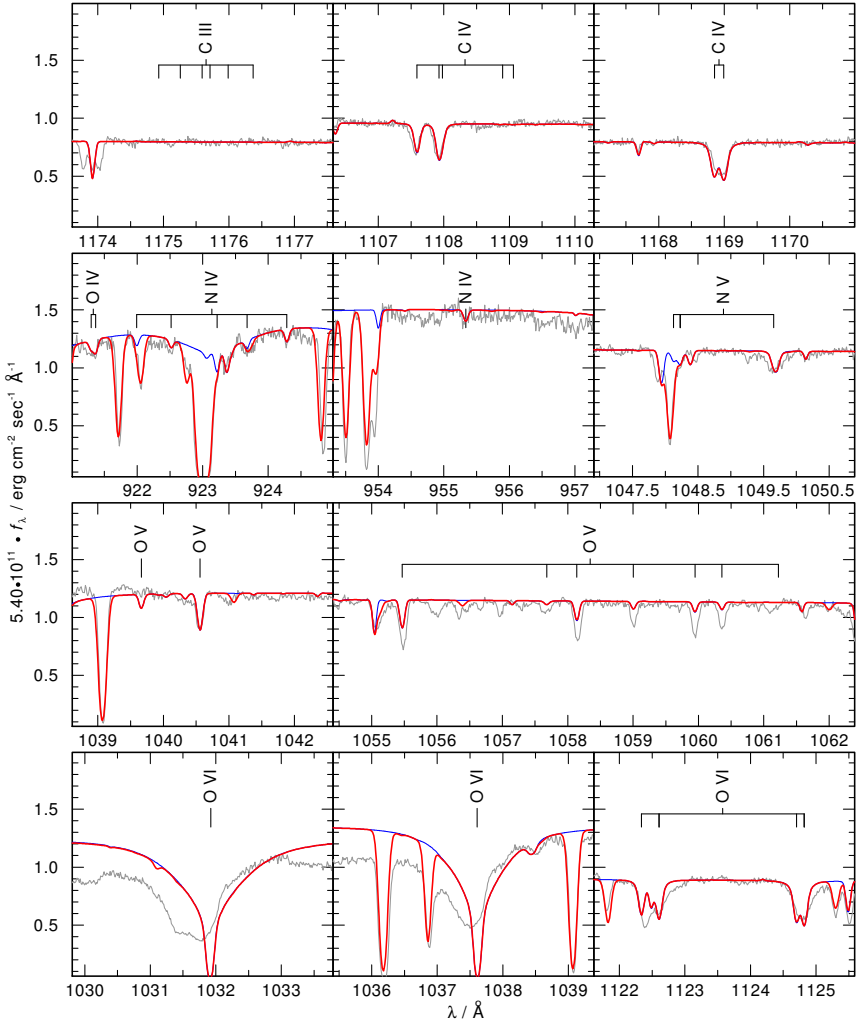 C III
C IV
C IV
1.5
1.0
0.5
1174 1175 1176 1177
1107 1108 1109 1110
1168 1169 1170
O IV
N IV
N IV
N V
1.5
1.0
0.5
922 923 924
954 955 956 957
1047.5 1048.5 1049.5 1050.5
O V
O V
O V
1.5
1.0
0.5
1039 1040 1041 1042
1055 1056 1057 1058 1059 1060 1061 1062
O VI
O VI
O VI
1.5
1.0
0.5
1030 1031 1032 1033
1036 1037 1038 1039
1122 1123 1124 1125
5.40•10¹¹ • fλ / erg cm⁻² sec⁻¹ Å⁻¹
λ / Å